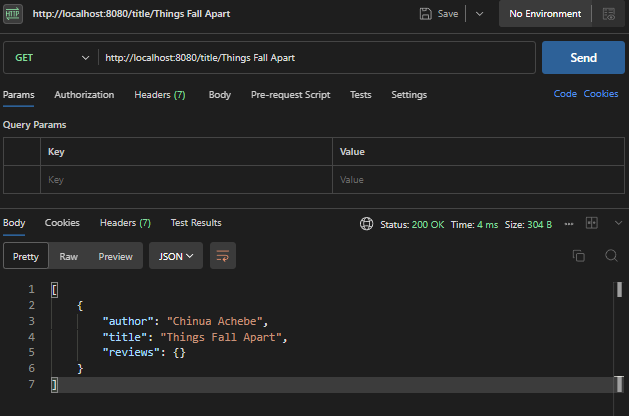 HTTP http://localhost:8080/title/Things Fall Apart Save No Environment
GET http://localhost:8080/title/Things Fall Apart Send
Params Authorization Headers (7) Body Pre-request Script Tests Settings Code Cookies
Query Params
Key Value
Key Value
Body Cookies Headers (7) Test Results Status: 200 OK Time: 4 ms Size: 304 B
Pretty Raw Preview JSON
1 [
2 {
3 "author": "Chinua Achebe",
4 "title": "Things Fall Apart",
5 "reviews": {}
6 }
7 ]